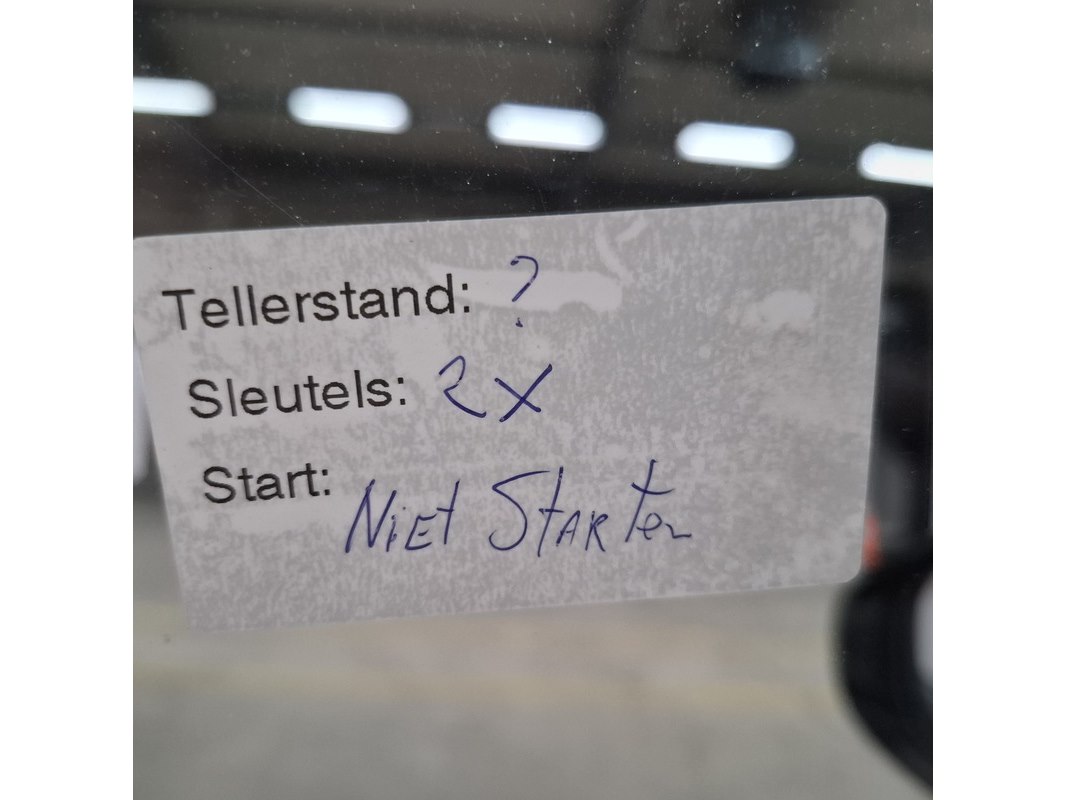 Tellerstand: ?
Sleutels: 2x
Start: NiEt STARTen